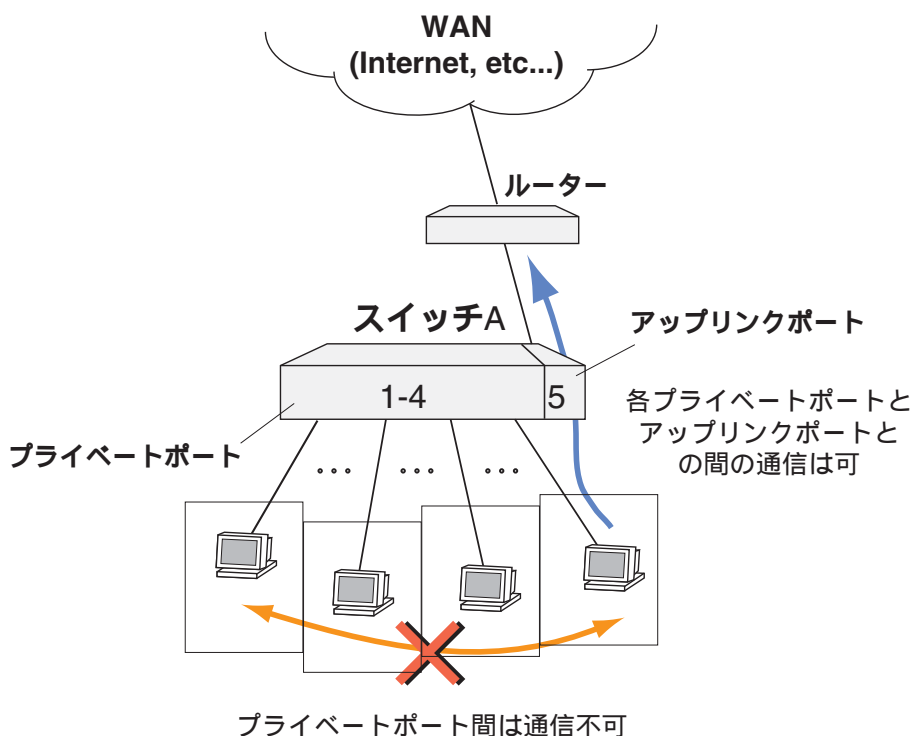 WAN
(Internet, etc...)
ルーター
スイッチA
アップリンクポート
1-4
5
各プライベートポートと
アップリンクポートと
の間の通信は可
プライベートポート
プライベートポート間は通信不可